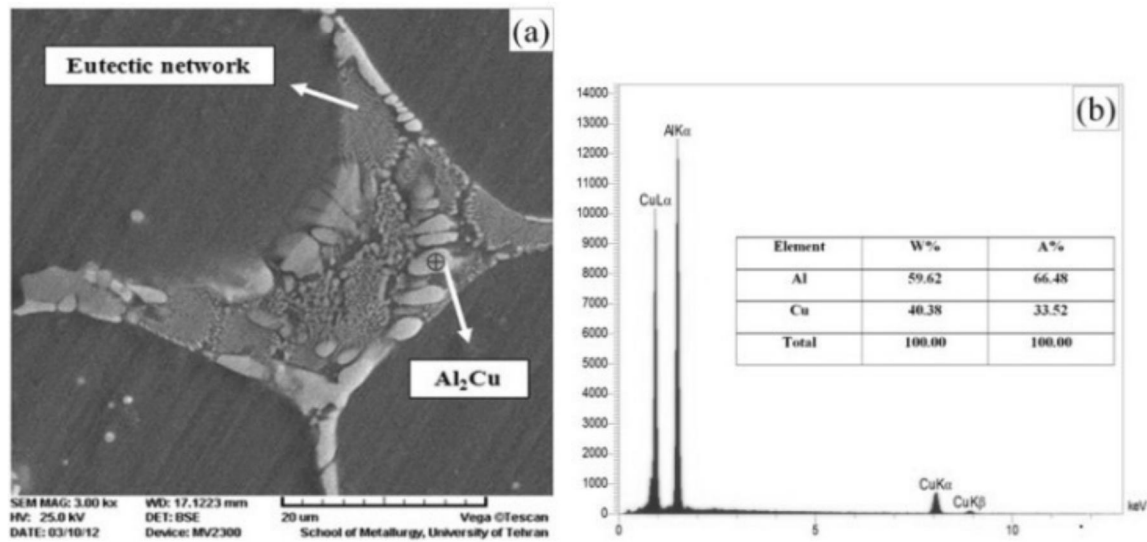 (a)
Eutectic network
Al₂Cu
SEM MAG: 3.00 kx WD: 17.1223 mm
HV: 25.0 kV DET: BSE 20 um Vega ©Tescan
DATE: 03/10/12 Device: MV2300 School of Metallurgy, University of Tehran
(b)
14000
13000
12000
11000
10000
9000
8000
7000
6000
5000
4000
3000
2000
1000
0
AlKα
CuLα
Element W% A%
Al 59.62 66.48
Cu 40.38 33.52
Total 100.00 100.00
CuKα
CuKβ
0 5 10 keV